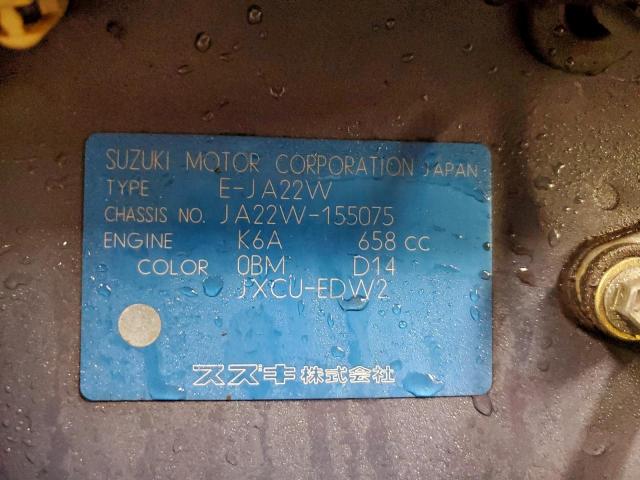 SUZUKI MOTOR CORPORATION JAPAN
TYPE E-JA22W
CHASSIS NO. JA22W-155075
ENGINE K6A 658 CC
COLOR 0BM D14
JXCU-EDW2
スズキ株式会社